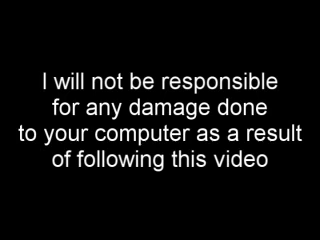 I will not be responsible
for any damage done
to your computer as a result
of following this video